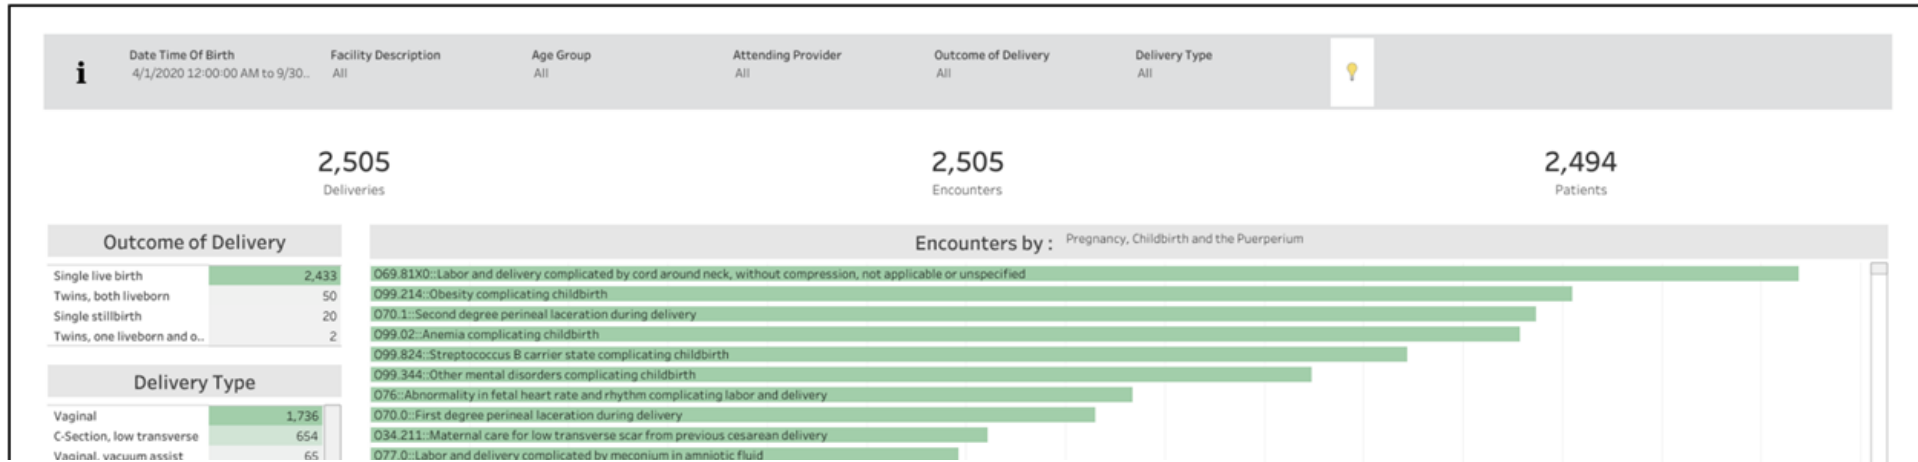 i
Date Time Of Birth
4/1/2020 12:00:00 AM to 9/30..
Facility Description
All
Age Group
All
Attending Provider
All
Outcome of Delivery
All
Delivery Type
All
2,505
Deliveries
2,505
Encounters
2,494
Patients
Outcome of Delivery
Single live birth 2,433
Twins, both liveborn 50
Single stillbirth 20
Twins, one liveborn and o.. 2
Delivery Type
Vaginal 1,736
C-Section, low transverse 654
Vaginal, vacuum assist 65
Encounters by : Pregnancy, Childbirth and the Puerperium
O69.81X0::Labor and delivery complicated by cord around neck, without compression, not applicable or unspecified
O99.214::Obesity complicating childbirth
O70.1::Second degree perineal laceration during delivery
O99.02::Anemia complicating childbirth
O99.824::Streptococcus B carrier state complicating childbirth
O99.344::Other mental disorders complicating childbirth
O76::Abnormality in fetal heart rate and rhythm complicating labor and delivery
O70.0::First degree perineal laceration during delivery
O34.211::Maternal care for low transverse scar from previous cesarean delivery
O77.0::Labor and delivery complicated by meconium in amniotic fluid